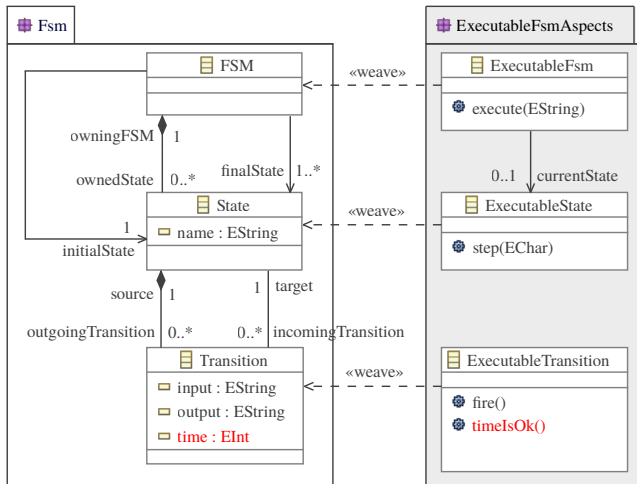 Fsm
ExecutableFsmAspects
FSM
«weave»
ExecutableFsm
execute(EString)
owningFSM 1
ownedState 0..*
finalState 1..*
0..1 currentState
State
name : EString
«weave»
ExecutableState
step(EChar)
1
initialState
source 1
1 target
outgoingTransition 0..*
0..* incomingTransition
Transition
input : EString
output : EString
time : EInt
«weave»
ExecutableTransition
fire()
timeIsOk()